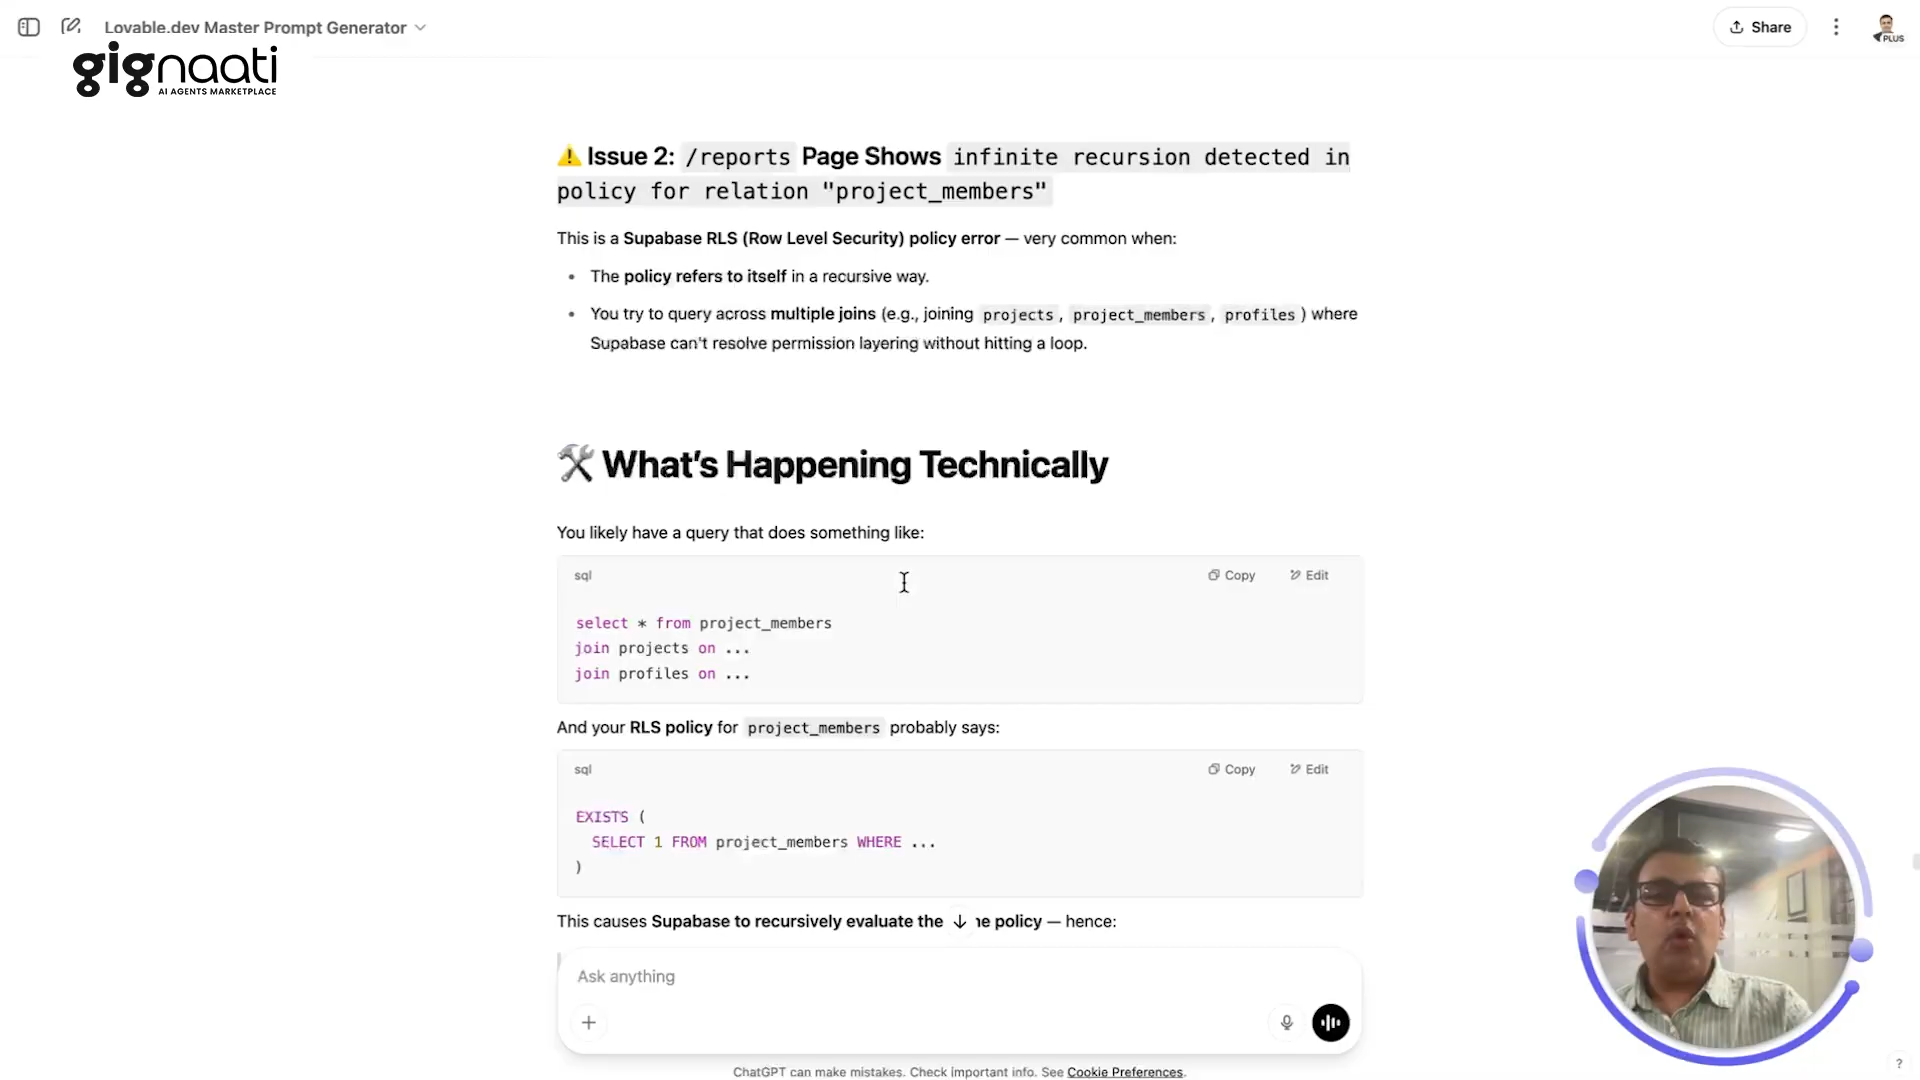 Lovable.dev Master Prompt Generator
Share
PLUS
gignaati
AI AGENTS MARKETPLACE
⚠️ Issue 2: /reports Page Shows infinite recursion detected in
policy for relation "project_members"
This is a Supabase RLS (Row Level Security) policy error — very common when:
• The policy refers to itself in a recursive way.
• You try to query across multiple joins (e.g., joining projects, project_members, profiles) where
Supabase can't resolve permission layering without hitting a loop.
🛠️ What's Happening Technically
You likely have a query that does something like:
sql Copy Edit
select * from project_members
join projects on ...
join profiles on ...
And your RLS policy for project_members probably says:
sql Copy Edit
EXISTS (
SELECT 1 FROM project_members WHERE ...
)
This causes Supabase to recursively evaluate the policy — hence:
Ask anything
ChatGPT can make mistakes. Check important info. See Cookie Preferences.
?